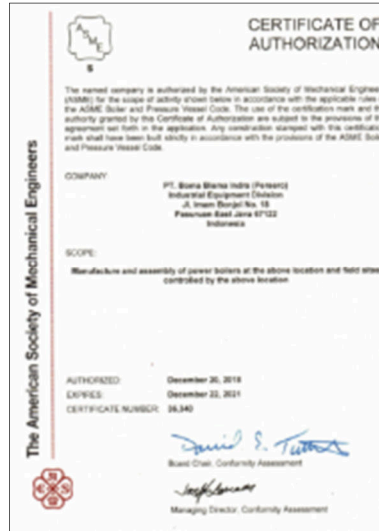 ASME
S
CERTIFICATE OF
AUTHORIZATION
The named company is authorized by the American Society of Mechanical Engineers
(ASME) for the scope of activity shown below in accordance with the applicable rules
the ASME Boiler and Pressure Vessel Code. The use of the certification mark and th
authority granted by this Certificate of Authorization are subject to the provisions of th
agreement set forth in the application. Any construction stamped with this certificatio
mark shall have been built strictly in accordance with the provisions of the ASME Boil
and Pressure Vessel Code.
COMPANY:
PT. Boma Bisma Indra (Persero)
Industrial Equipment Division
Jl. Imam Bonjol No. 18
Pasuruan East Java 67122
Indonesia
SCOPE:
Manufacture and assembly of power boilers at the above location and field sites
controlled by the above location
AUTHORIZED: December 20, 2018
EXPIRES: December 22, 2021
CERTIFICATE NUMBER: 36,340
Board Chair, Conformity Assessment
Managing Director, Conformity Assessment
The American Society of Mechanical Engineers